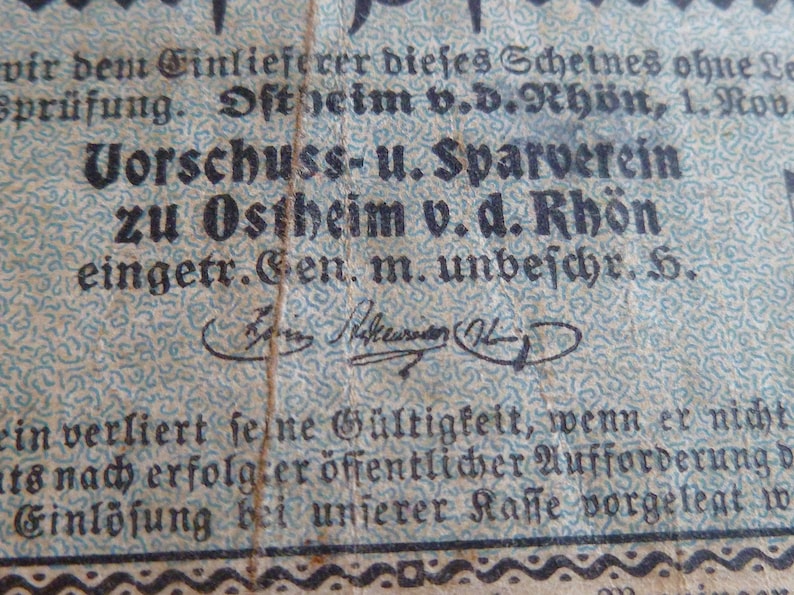 wir dem Einlieferer dieses Scheines ohne Le
sprüfung. Ostheim v.d.Rhön, 1. Nov.
Vorschuss- u. Sparverein
zu Ostheim v. d. Rhön
eingetr. Gen. m. unbeschr. H.
ein verliert seine Gültigkeit, wenn er nicht
ts nach erfolgter öffentlicher Aufforderung d
Einlösung bei unserer Kasse vorgelegt w